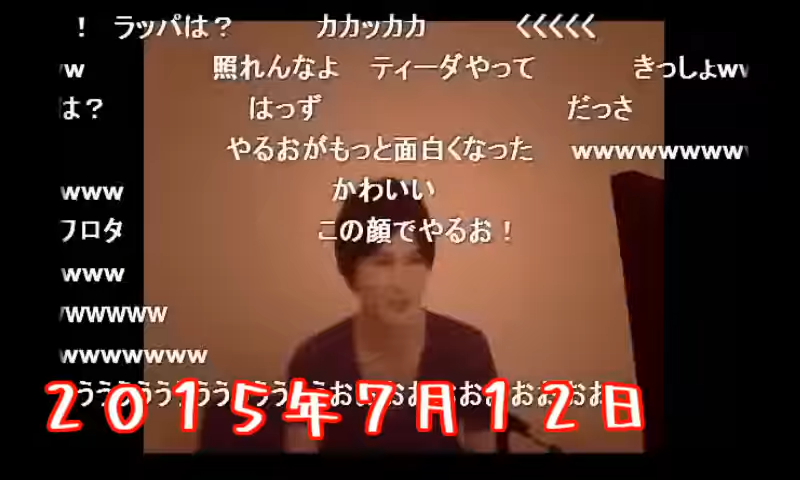 ！ ラッパは？ カカッカカ くくくくく
w 照れんなよ ティーダやって きっしょww
は？ はっず だっさ
やるおがもっと面白くなった wwwwwwww
www かわいい
フロタ この顔でやるお！
www
wwwwww
wwwwwww
2015年7月12日